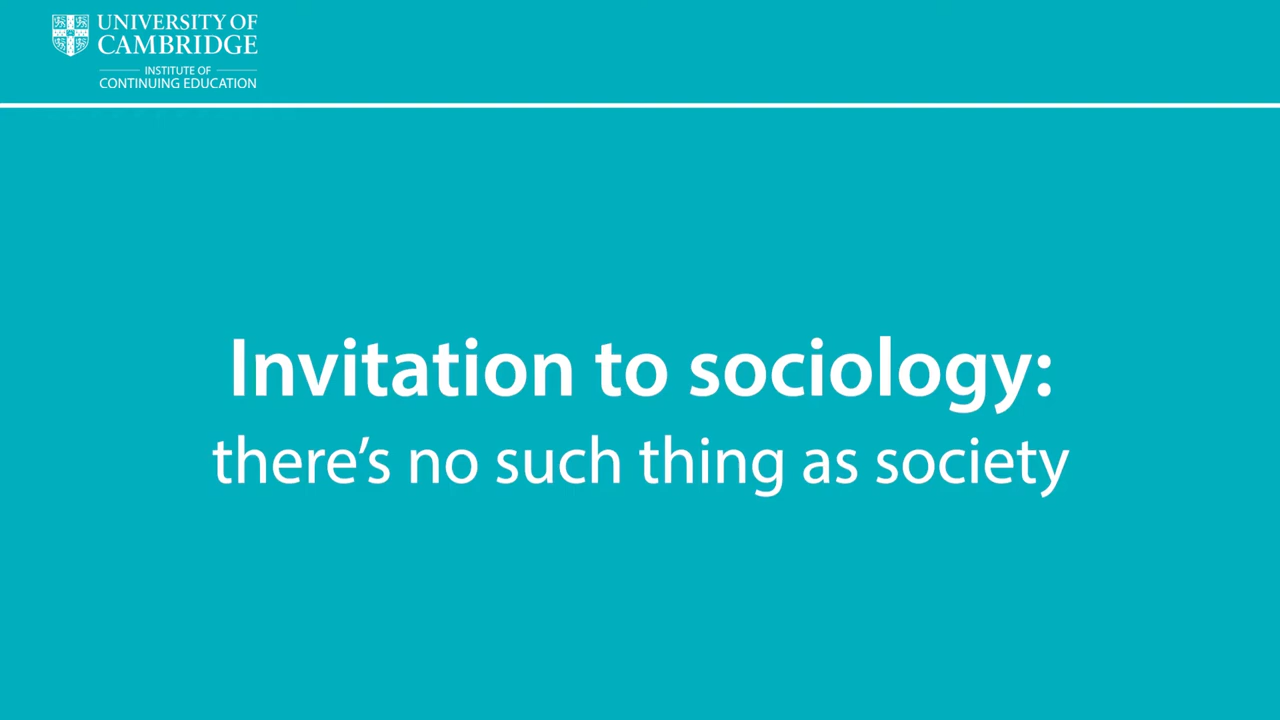 UNIVERSITY OF
CAMBRIDGE
INSTITUTE OF
CONTINUING EDUCATION
Invitation to sociology:
there’s no such thing as society